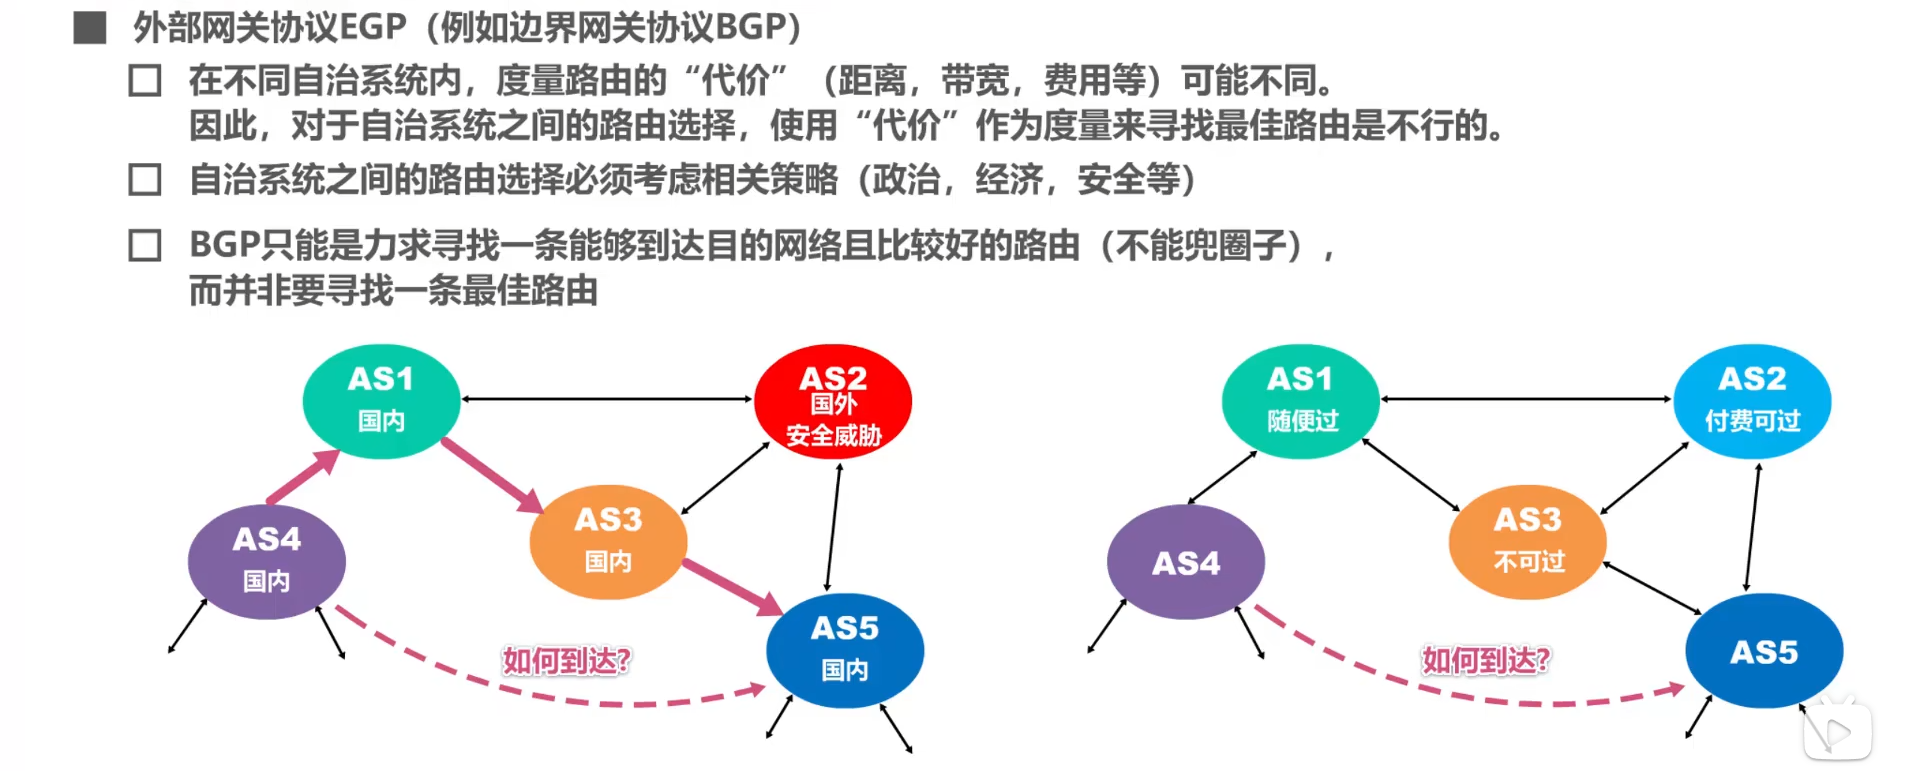 外部网关协议EGP（例如边界网关协议BGP）
在不同自治系统内，度量路由的“代价”（距离，带宽，费用等）可能不同。
因此，对于自治系统之间的路由选择，使用“代价”作为度量来寻找最佳路由是不行的。
自治系统之间的路由选择必须考虑相关策略（政治，经济，安全等）
BGP只能是力求寻找一条能够到达目的网络且比较好的路由（不能兜圈子），
而并非要寻找一条最佳路由
AS1
国内
AS2
国外
安全威胁
AS3
国内
AS4
国内
AS5
国内
如何到达?
AS1
随便过
AS2
付费可过
AS3
不可过
AS4
AS5
如何到达?